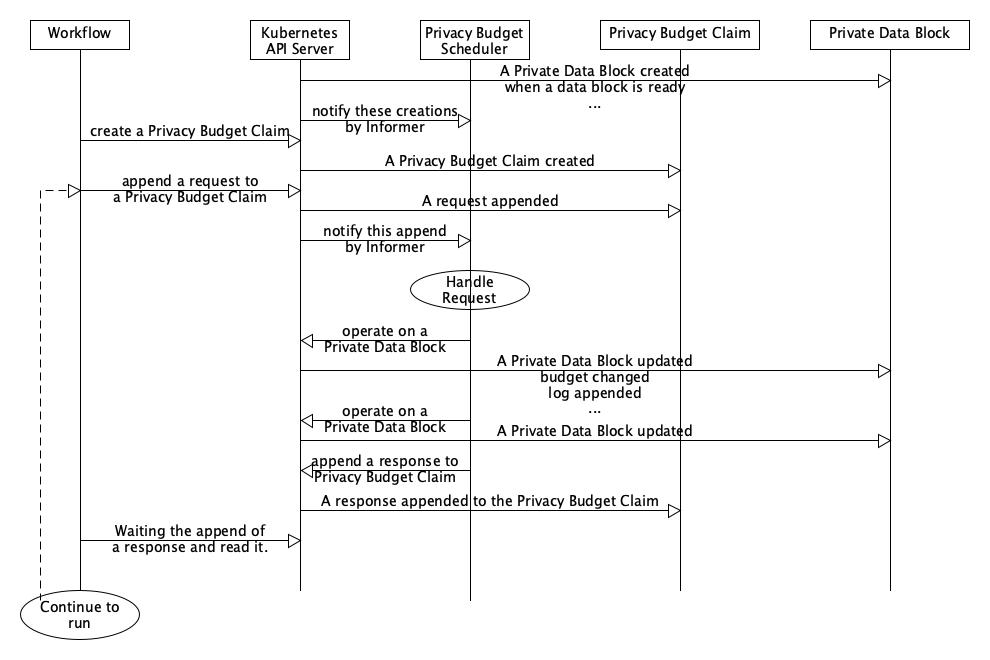 Workflow
Kubernetes
API Server
Privacy Budget
Scheduler
Privacy Budget Claim
Private Data Block
A Private Data Block created
when a data block is ready
...
notify these creations
by Informer
create a Privacy Budget Claim
A Privacy Budget Claim created
append a request to
a Privacy Budget Claim
A request appended
notify this append
by Informer
Handle
Request
operate on a
Private Data Block
A Private Data Block updated
budget changed
log appended
...
operate on a
Private Data Block
A Private Data Block updated
append a response to
Privacy Budget Claim
A response appended to the Privacy Budget Claim
Waiting the append of
a response and read it.
Continue to
run